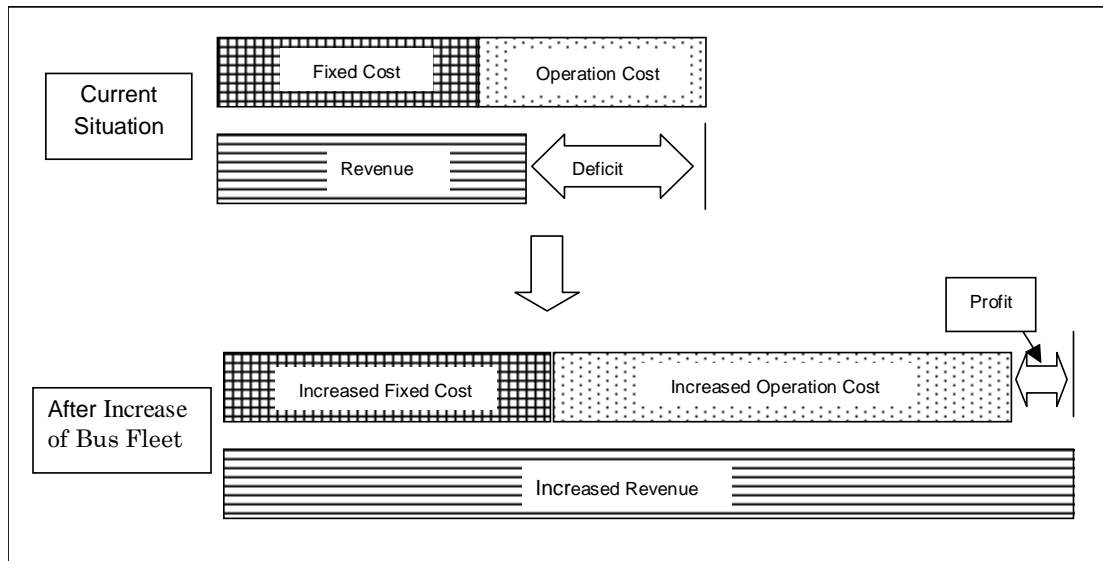 Fixed Cost
Operation Cost
Current
Situation
Revenue
Deficit
Profit
Increased Fixed Cost
Increased Operation Cost
After Increase
of Bus Fleet
Increased Revenue